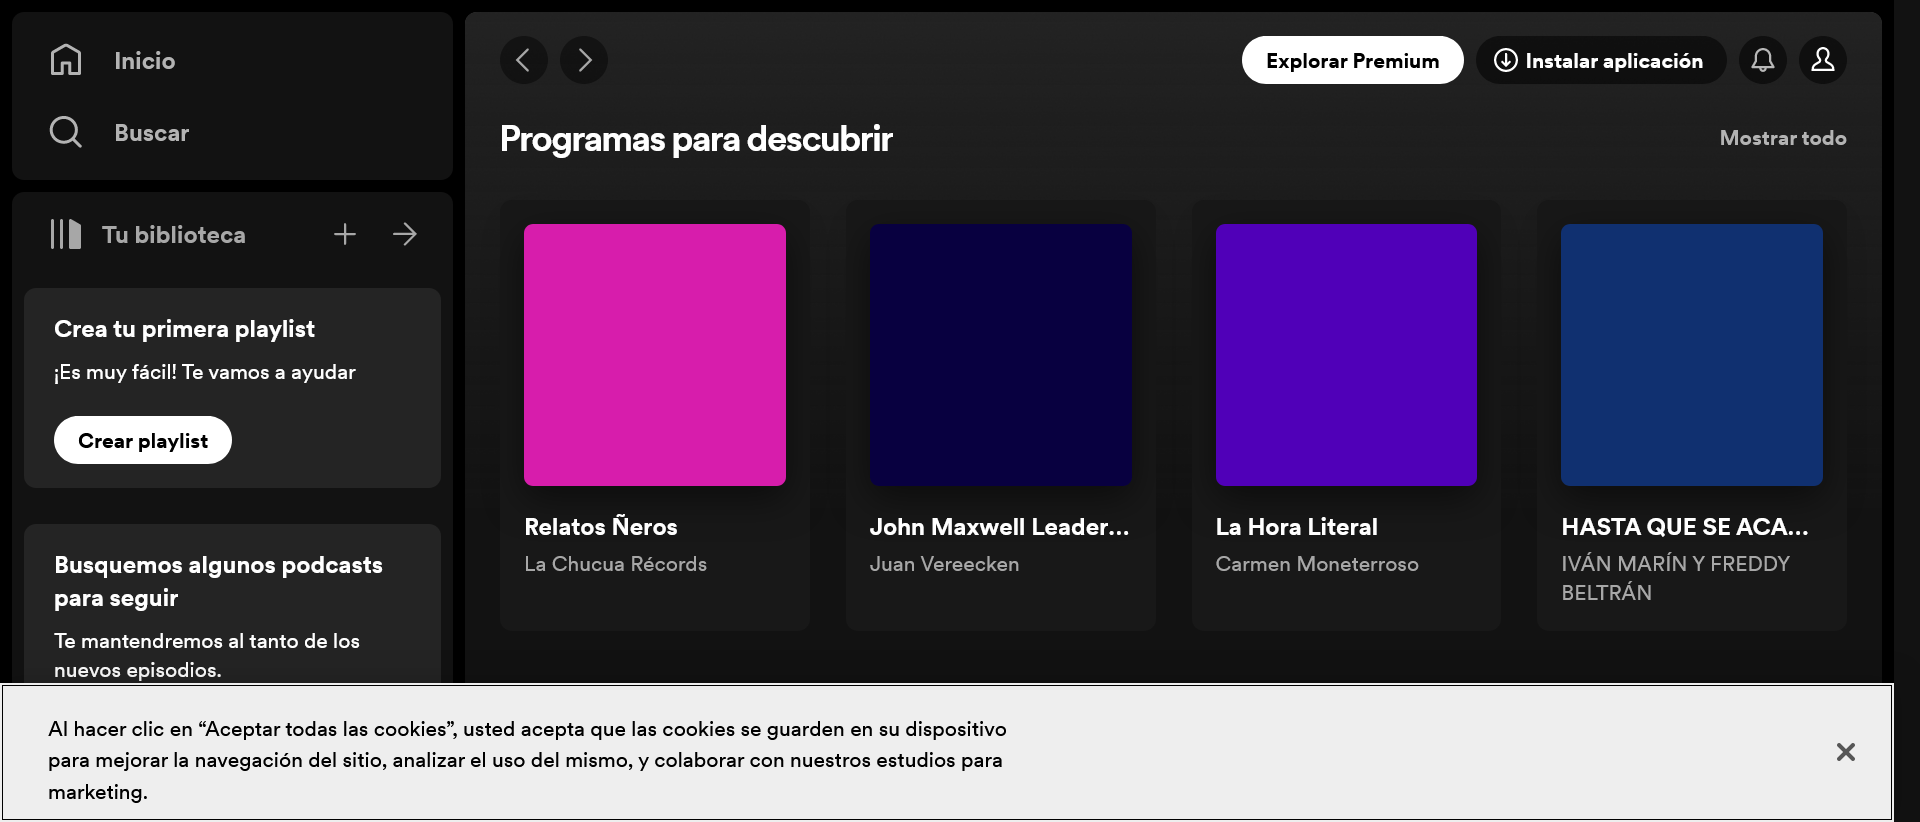 Inicio
Buscar
Tu biblioteca
Crea tu primera playlist
¡Es muy fácil! Te vamos a ayudar
Crear playlist
Busquemos algunos podcasts
para seguir
Te mantendremos al tanto de los
nuevos episodios.
Explorar Premium
Instalar aplicación
Programas para descubrir
Mostrar todo
Relatos Ñeros
La Chucua Récords
John Maxwell Leader...
Juan Vereecken
La Hora Literal
Carmen Moneterroso
HASTA QUE SE ACA...
IVÁN MARÍN Y FREDDY
BELTRÁN
Al hacer clic en “Aceptar todas las cookies”, usted acepta que las cookies se guarden en su dispositivo
para mejorar la navegación del sitio, analizar el uso del mismo, y colaborar con nuestros estudios para
marketing.